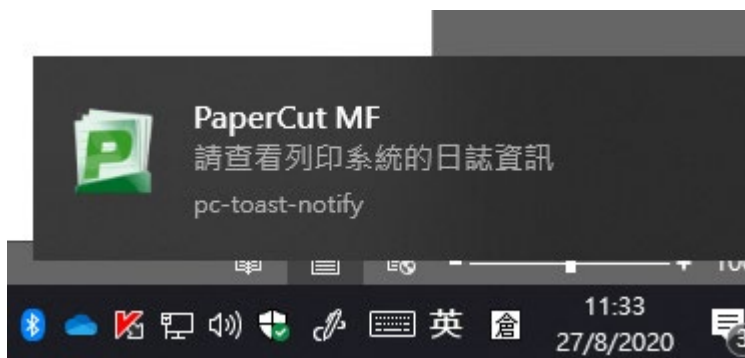 PaperCut MF
請查看列印系統的日誌資訊
pc-toast-notify
英 倉
11:33
27/8/2020